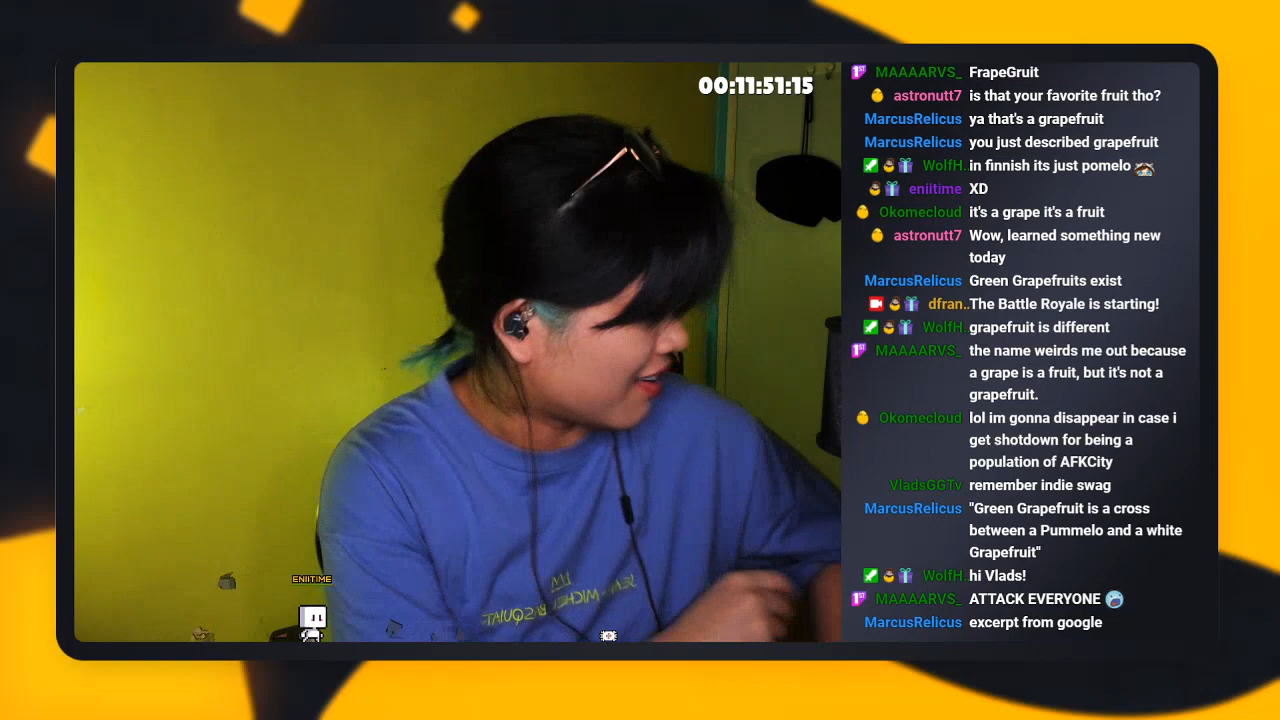 00:11:51:15
MAAAARVS_ FrapeGruit
astronutt7 is that your favorite fruit tho?
MarcusRelicus ya that's a grapefruit
MarcusRelicus you just described grapefruit
WolfH.. in finnish its just pomelo
eniitime XD
Okomecloud it's a grape it's a fruit
astronutt7 Wow, learned something new
today
MarcusRelicus Green Grapefruits exist
dfran.. The Battle Royale is starting!
WolfH.. grapefruit is different
MAAAARVS_ the name weirds me out because
a grape is a fruit, but it's not a
grapefruit.
Okomecloud lol im gonna disappear in case i
get shotdown for being a
population of AFKCity
VladsGGTv remember indie swag
MarcusRelicus "Green Grapefruit is a cross
between a Pummelo and a white
Grapefruit"
WolfH.. hi Vlads!
MAAAARVS_ ATTACK EVERYONE
MarcusRelicus excerpt from google
ENIITIME